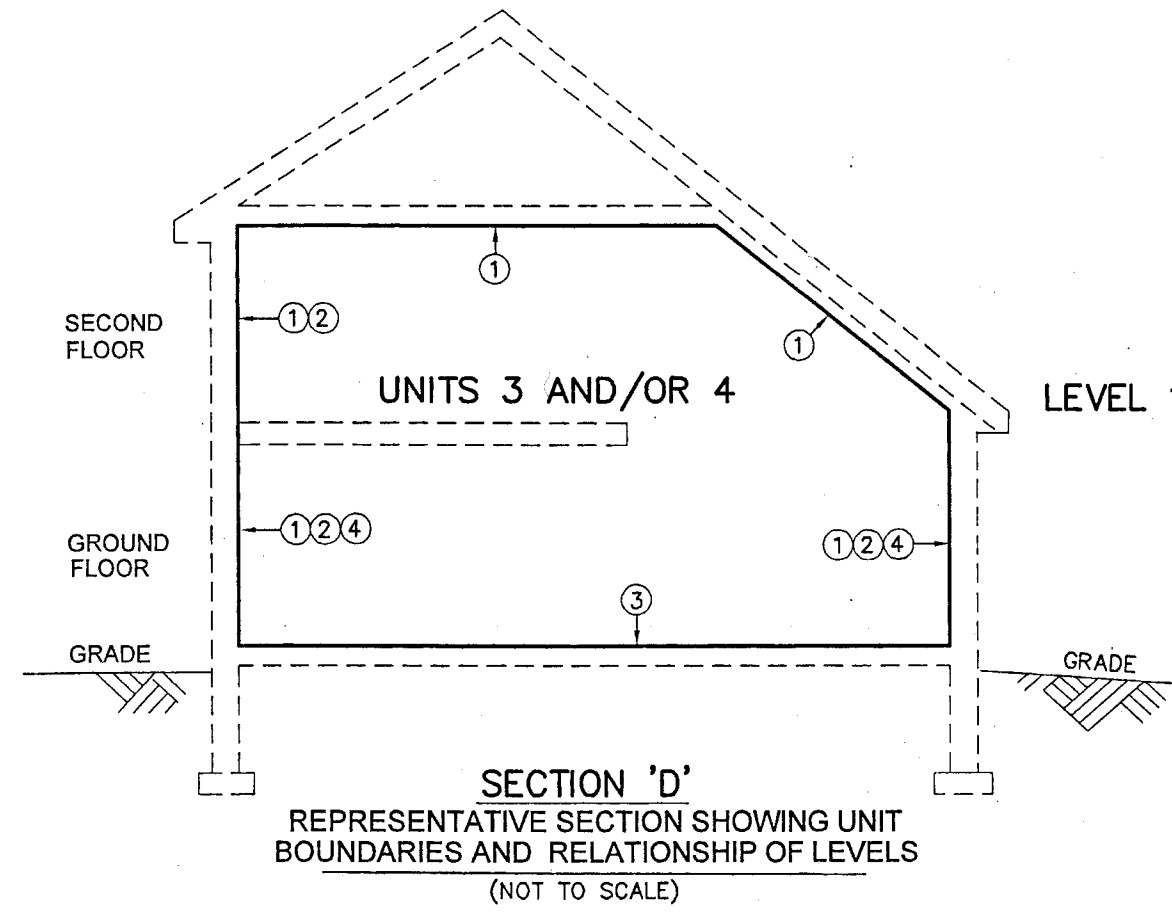 1
SECOND
FLOOR
1 2
1
UNITS 3 AND/OR 4
LEVEL
1 2 4
GROUND
FLOOR
1 2 4
3
GRADE
GRADE
SECTION 'D'
REPRESENTATIVE SECTION SHOWING UNIT
BOUNDARIES AND RELATIONSHIP OF LEVELS
(NOT TO SCALE)